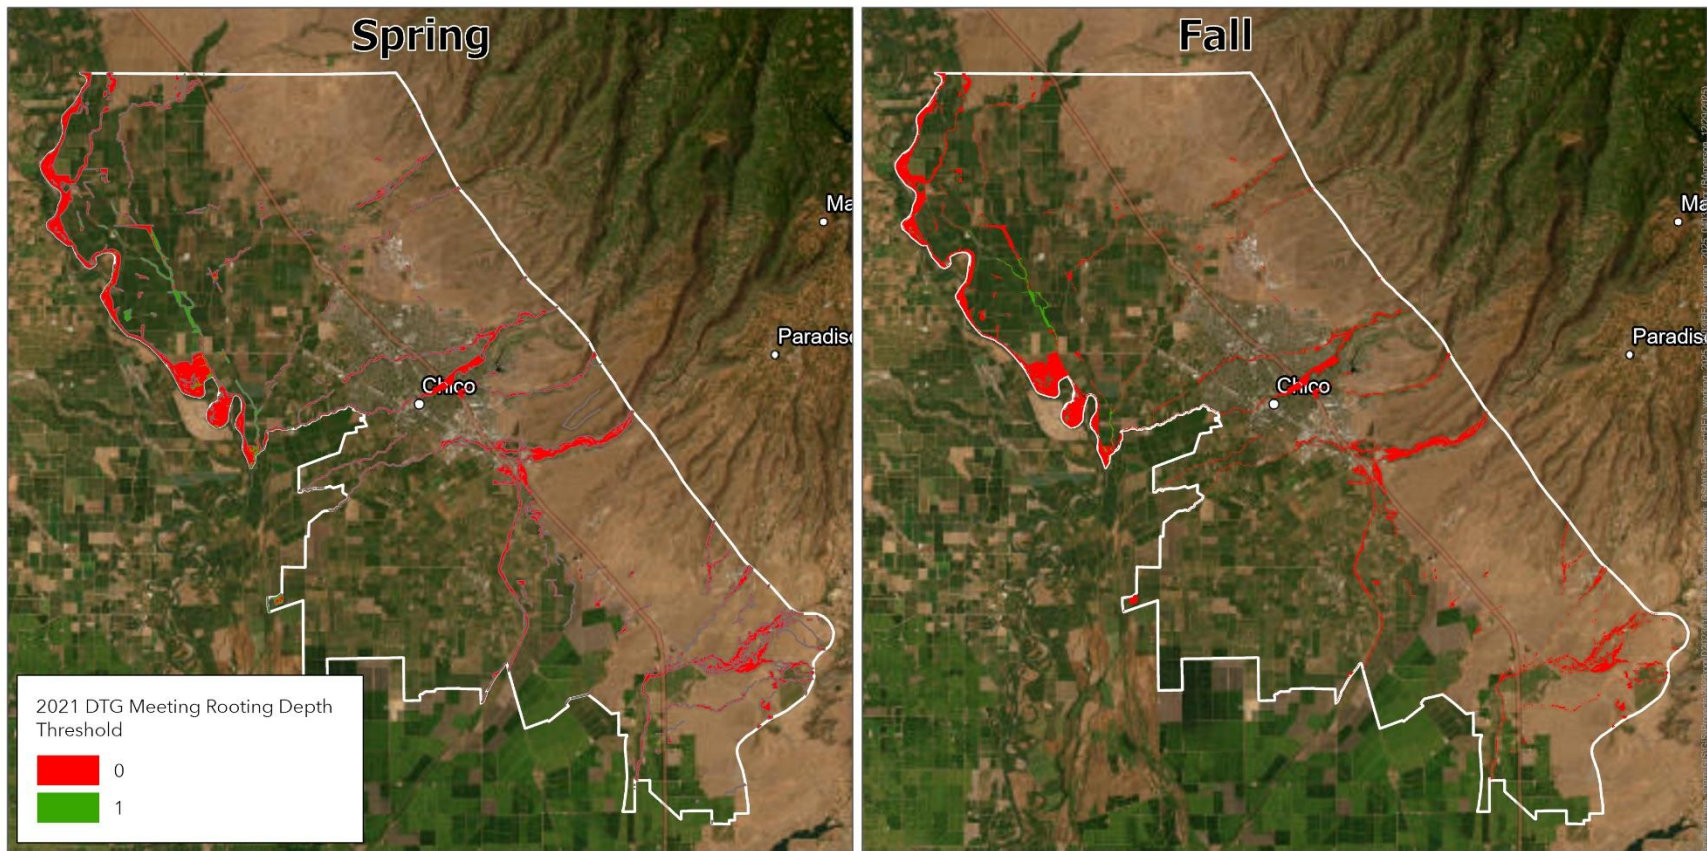 Spring
Fall
Ma
Paradise
Chico
Ma
Paradise
Chico
2021 DTG Meeting Rooting Depth
Threshold
0
1